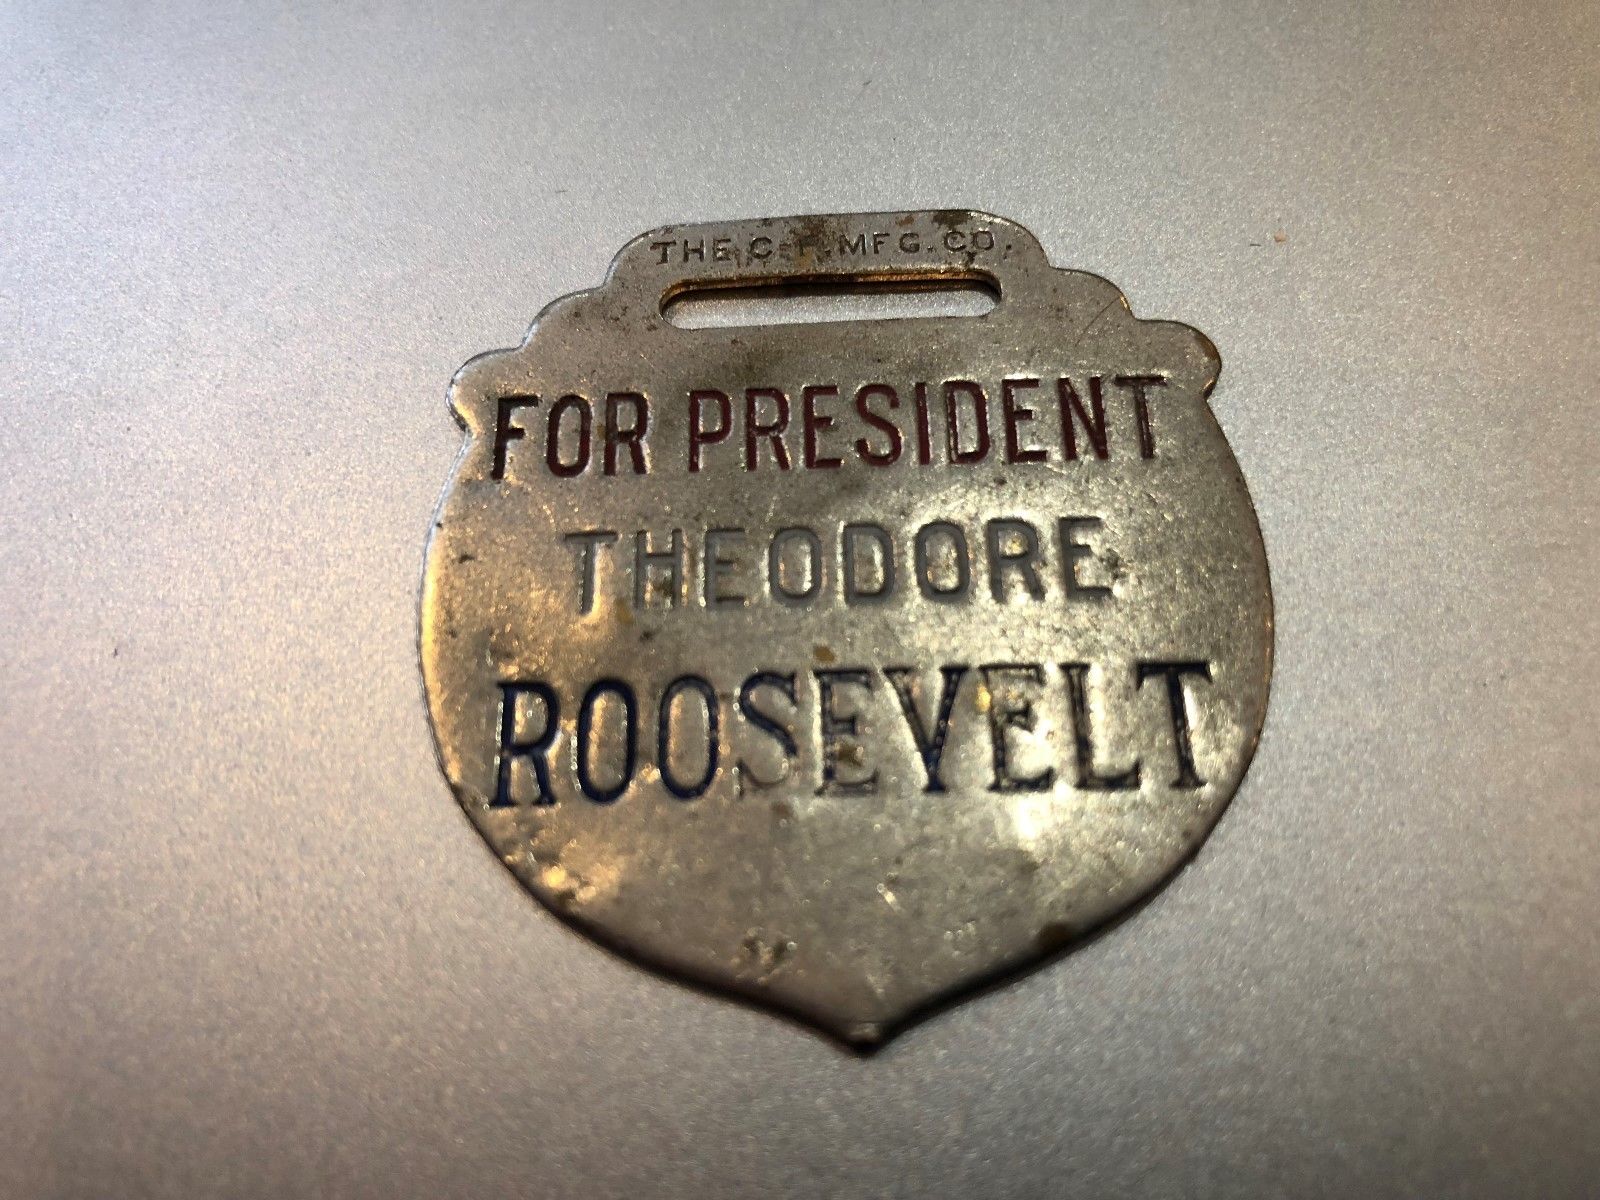 THE C-F. MFG. CO.
FOR PRESIDENT
THEODORE
ROOSEVELT